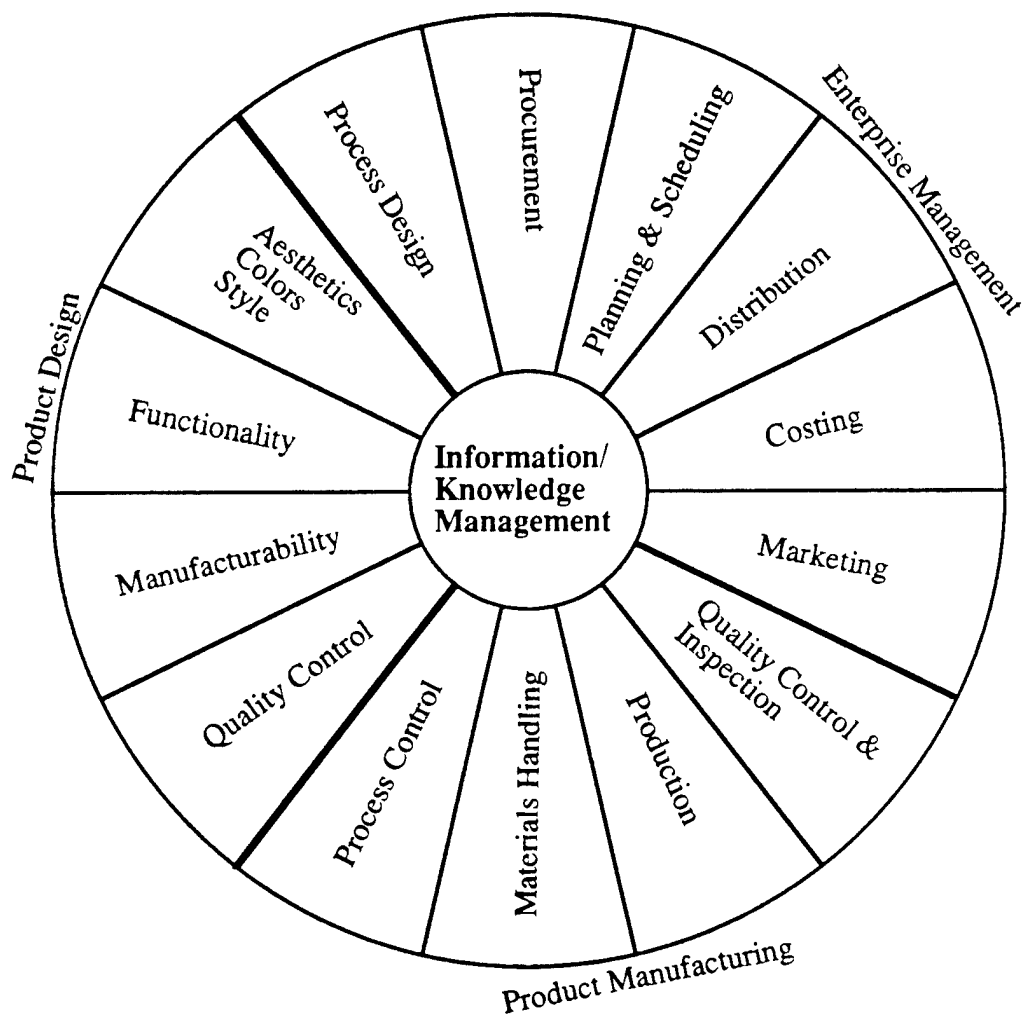 Procurement
Process Design
Planning & Scheduling
Enterprise Management
Aesthetics
Colors
Style
Distribution
Product Design
Functionality
Costing
Information/
Knowledge
Management
Manufacturability
Marketing
Quality Control
Quality Control &
Inspection
Process Control
Materials Handling
Production
Product Manufacturing